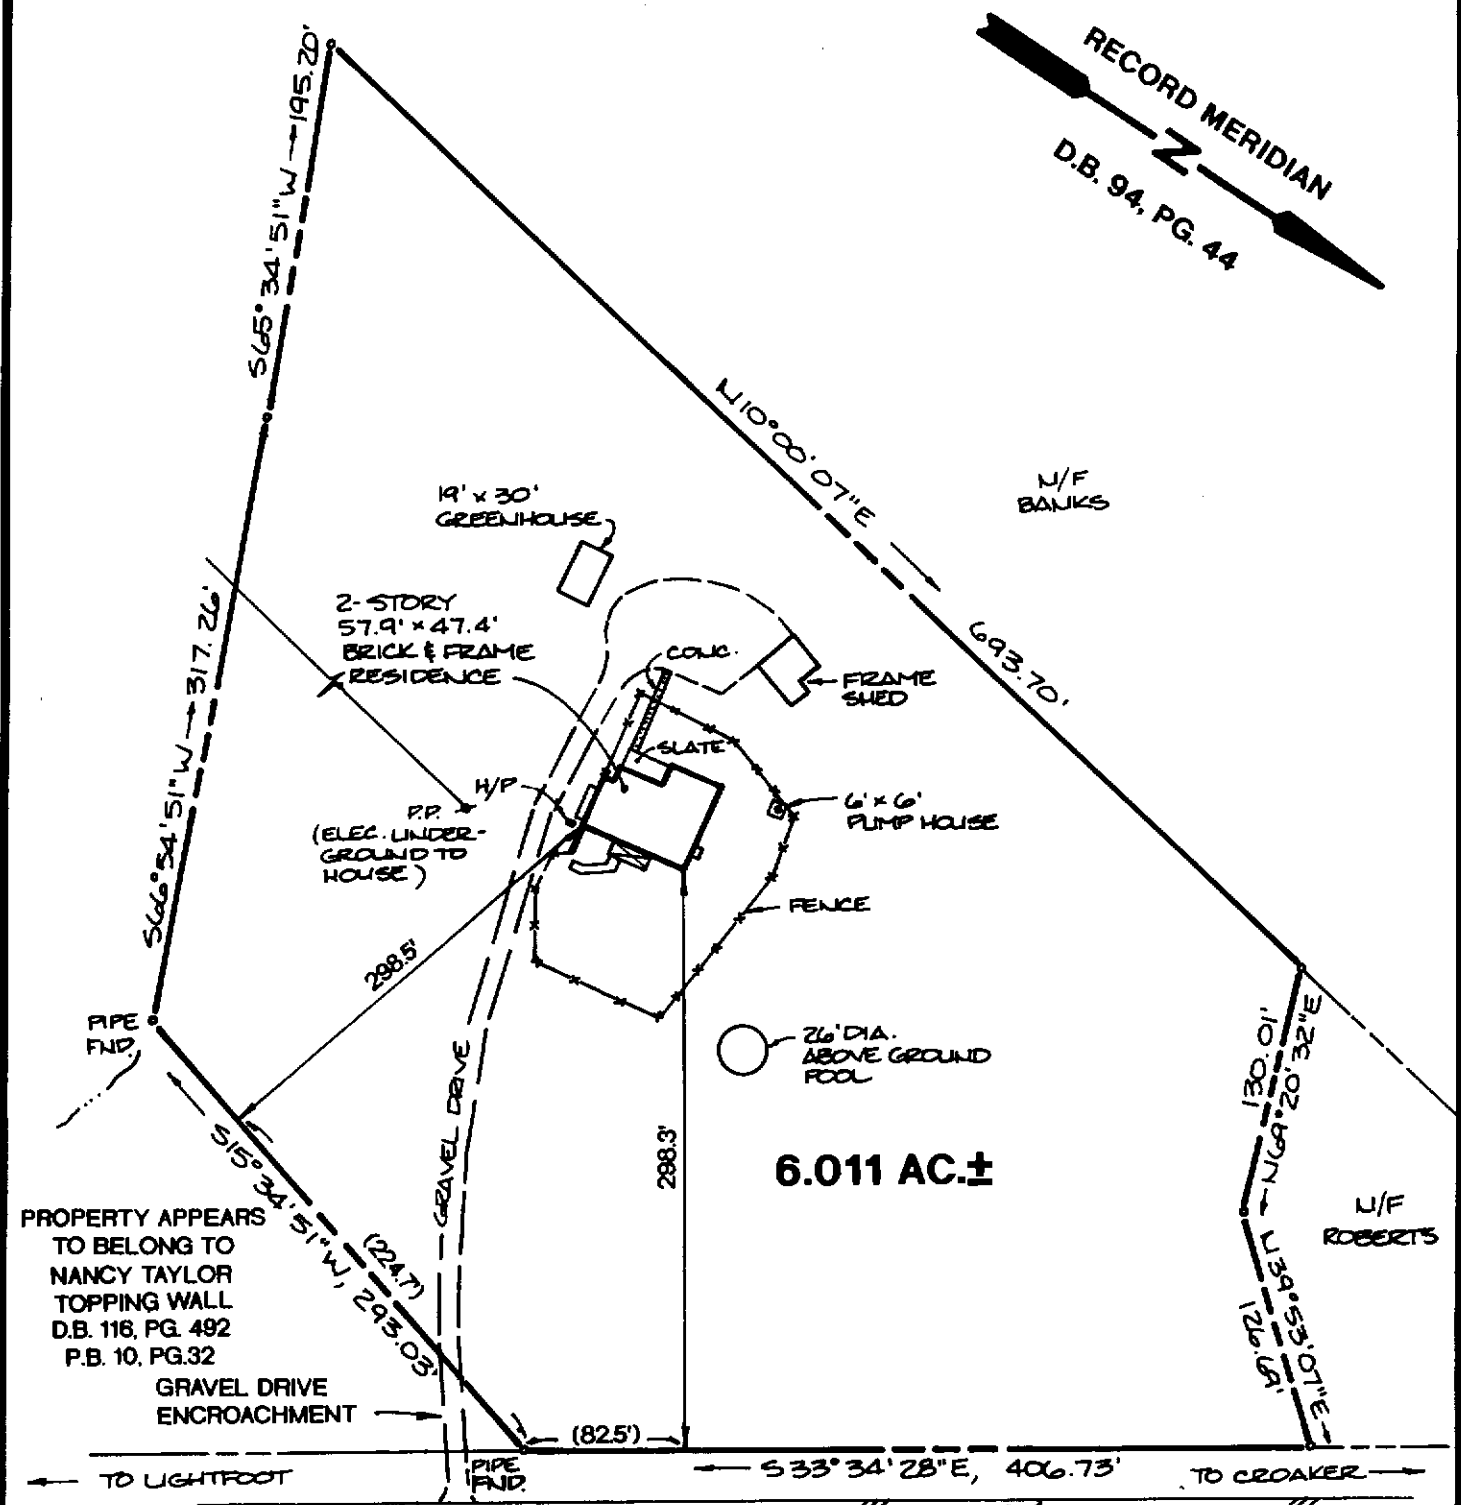 RECORD MERIDIAN
N
D.B. 94, PG. 44
S65°34'51"W 195.20'
N10°00'07"E 693.70'
N/F
BANKS
19' x 30'
GREENHOUSE
2-STORY
57.9' x 47.4'
BRICK & FRAME
RESIDENCE
CONC.
FRAME
SHED
SLATE
S66°54'51"W 317.26'
H/P
P.P.
(ELEC. UNDER-
GROUND TO
HOUSE)
6' x 6'
PUMP HOUSE
FENCE
298.5'
PIPE
FND.
26' DIA.
ABOVE GROUND
POOL
130.01'
N69°20'32"E
GRAVEL DRIVE
298.3'
6.011 AC.±
S15°34'51"W, 293.03'
(224.7')
N/F
ROBERTS
N39°53'07"E
126.69'
PROPERTY APPEARS
TO BELONG TO
NANCY TAYLOR
TOPPING WALL
D.B. 116, PG. 492
P.B. 10, PG.32
GRAVEL DRIVE
ENCROACHMENT
(82.5')
PIPE
FND.
TO LIGHTFOOT
S33°34'28"E, 406.73'
TO CROAKER